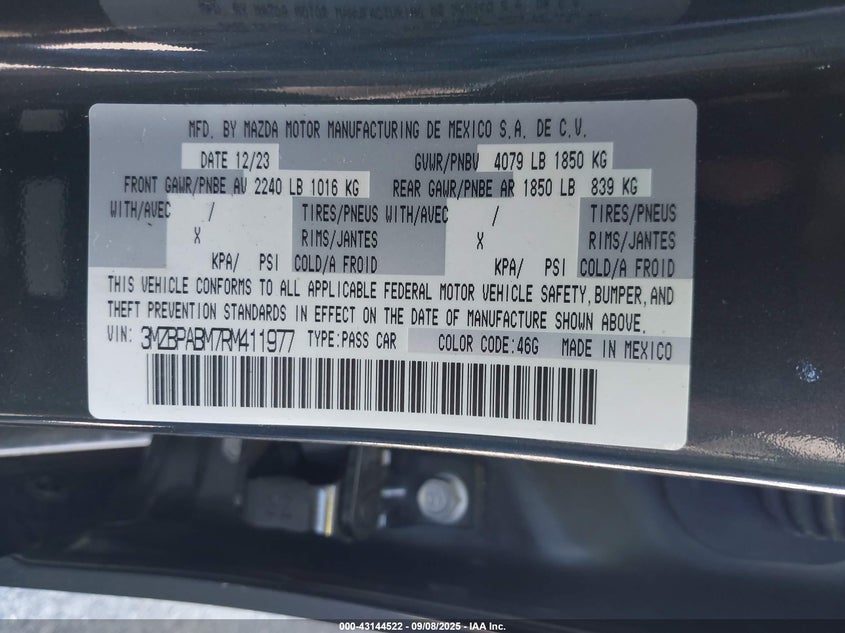 MFD. BY MAZDA MOTOR MANUFACTURING DE MEXICO S.A. DE C.V.
DATE 12/23 GVWR/PNBV 4079 LB 1850 KG
FRONT GAWR/PNBE AV 2240 LB 1016 KG REAR GAWR/PNBE AR 1850 LB 839 KG
WITH/AVEC / TIRES/PNEUS WITH/AVEC / TIRES/PNEUS
X RIMS/JANTES X RIMS/JANTES
KPA/ PSI COLD/A FROID KPA/ PSI COLD/A FROID
THIS VEHICLE CONFORMS TO ALL APPLICABLE FEDERAL MOTOR VEHICLE SAFETY, BUMPER, AND
THEFT PREVENTION STANDARDS IN EFFECT ON THE DATE OF MANUFACTURE SHOWN ABOVE.
VIN: 3MZBPABM7RM411977 TYPE:PASS CAR COLOR CODE:46G MADE IN MEXICO
000-43144522 - 09/08/2025 - IAA Inc.